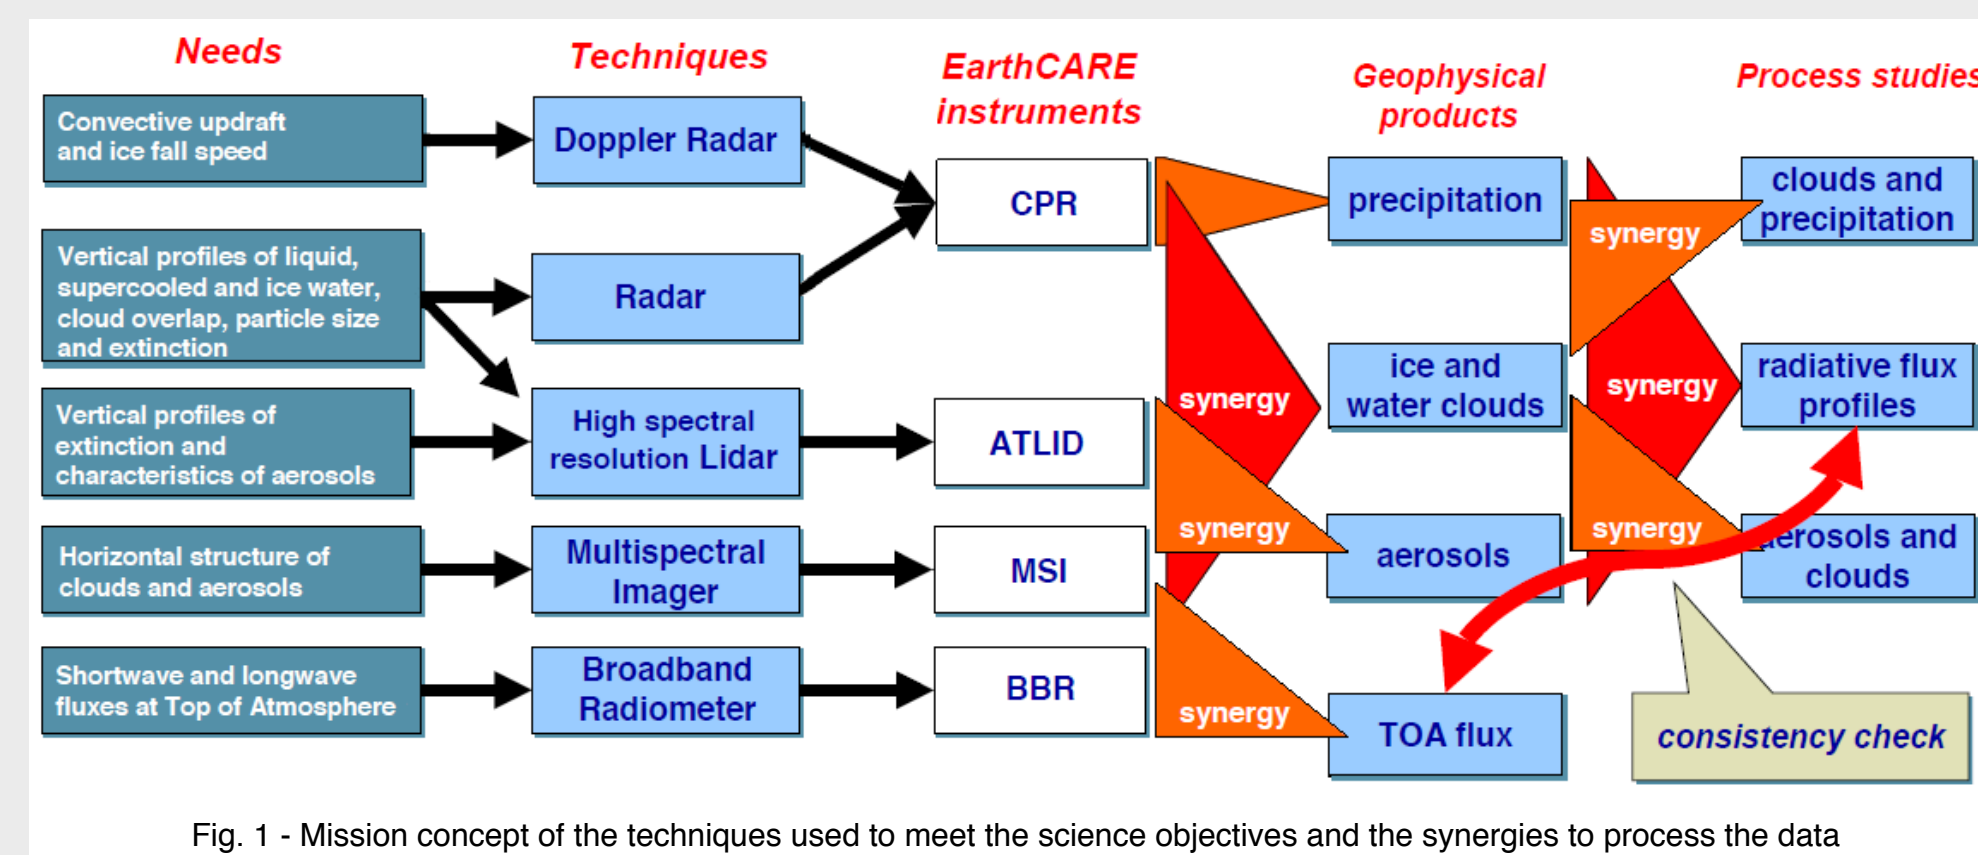 Needs
Techniques
EarthCARE
instruments
Geophysical
products
Process studies
Convective updraft
and ice fall speed
Doppler Radar
CPR
precipitation
synergy
clouds and
precipitation
Vertical profiles of liquid,
supercooled and ice water,
cloud overlap, particle size
and extinction
Radar
synergy
ice and
water clouds
synergy
radiative flux
profiles
Vertical profiles of
extinction and
characteristics of aerosols
High spectral
resolution Lidar
ATLID
synergy
aerosols
synergy
aerosols and
clouds
Horizontal structure of
clouds and aerosols
Multispectral
Imager
MSI
Shortwave and longwave
fluxes at Top of Atmosphere
Broadband
Radiometer
BBR
synergy
TOA flux
consistency check
Fig. 1 - Mission concept of the techniques used to meet the science objectives and the synergies to process the data